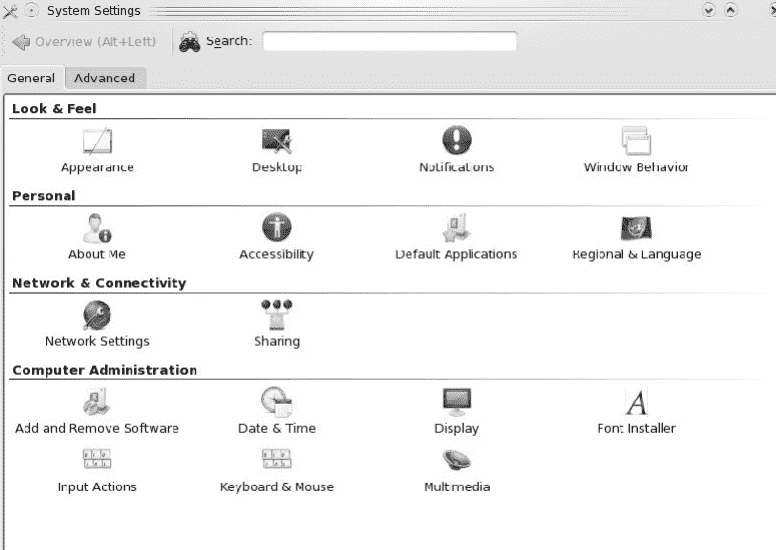 System Settings
Overview (Alt+Left) Search:
General Advanced
Look & Feel
Appearance Desktop Notifications Window Behavior
Personal
About Me Accessibility Default Applications Regional & Language
Network & Connectivity
Network Settings Sharing
Computer Administration
Add and Remove Software Date & Time Display Font Installer
Input Actions Keyboard & Mouse Multimedia